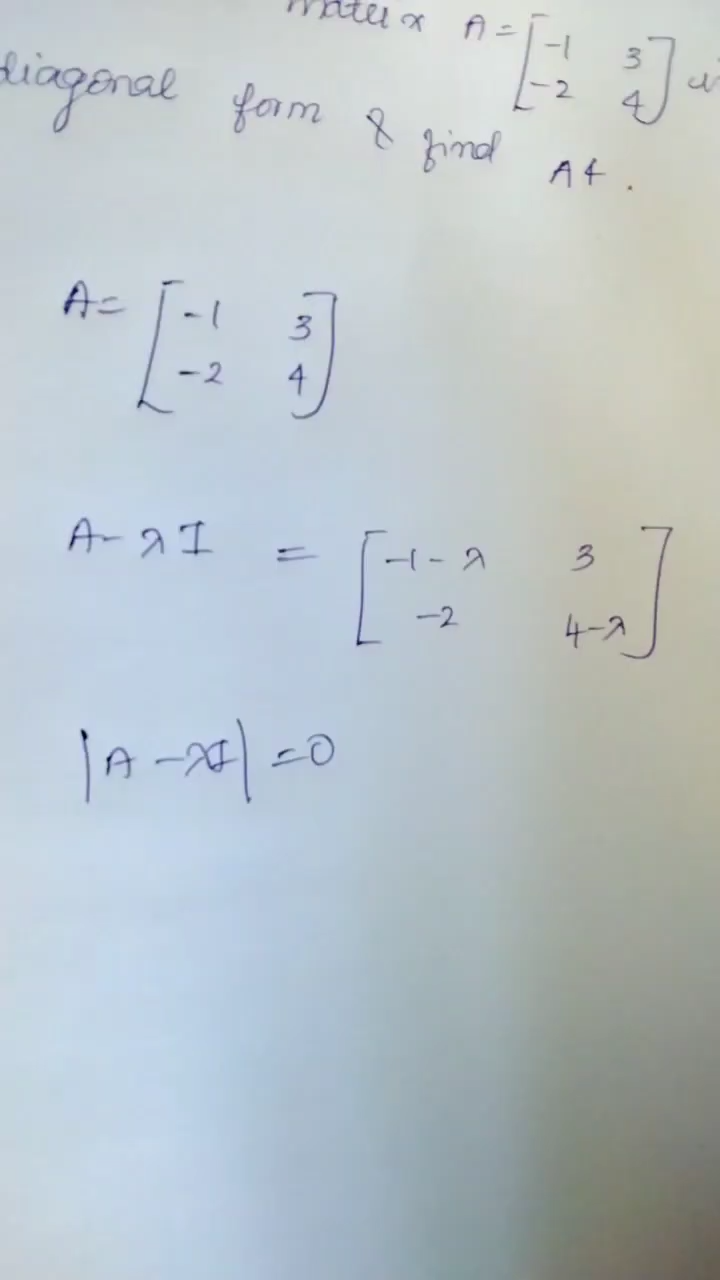 matrix A = [-1 3
-2 4]
diagonal form & find A4.
A = [-1 3
-2 4]
A - λI = [-1-λ 3
-2 4-λ]
|A - λI| = 0